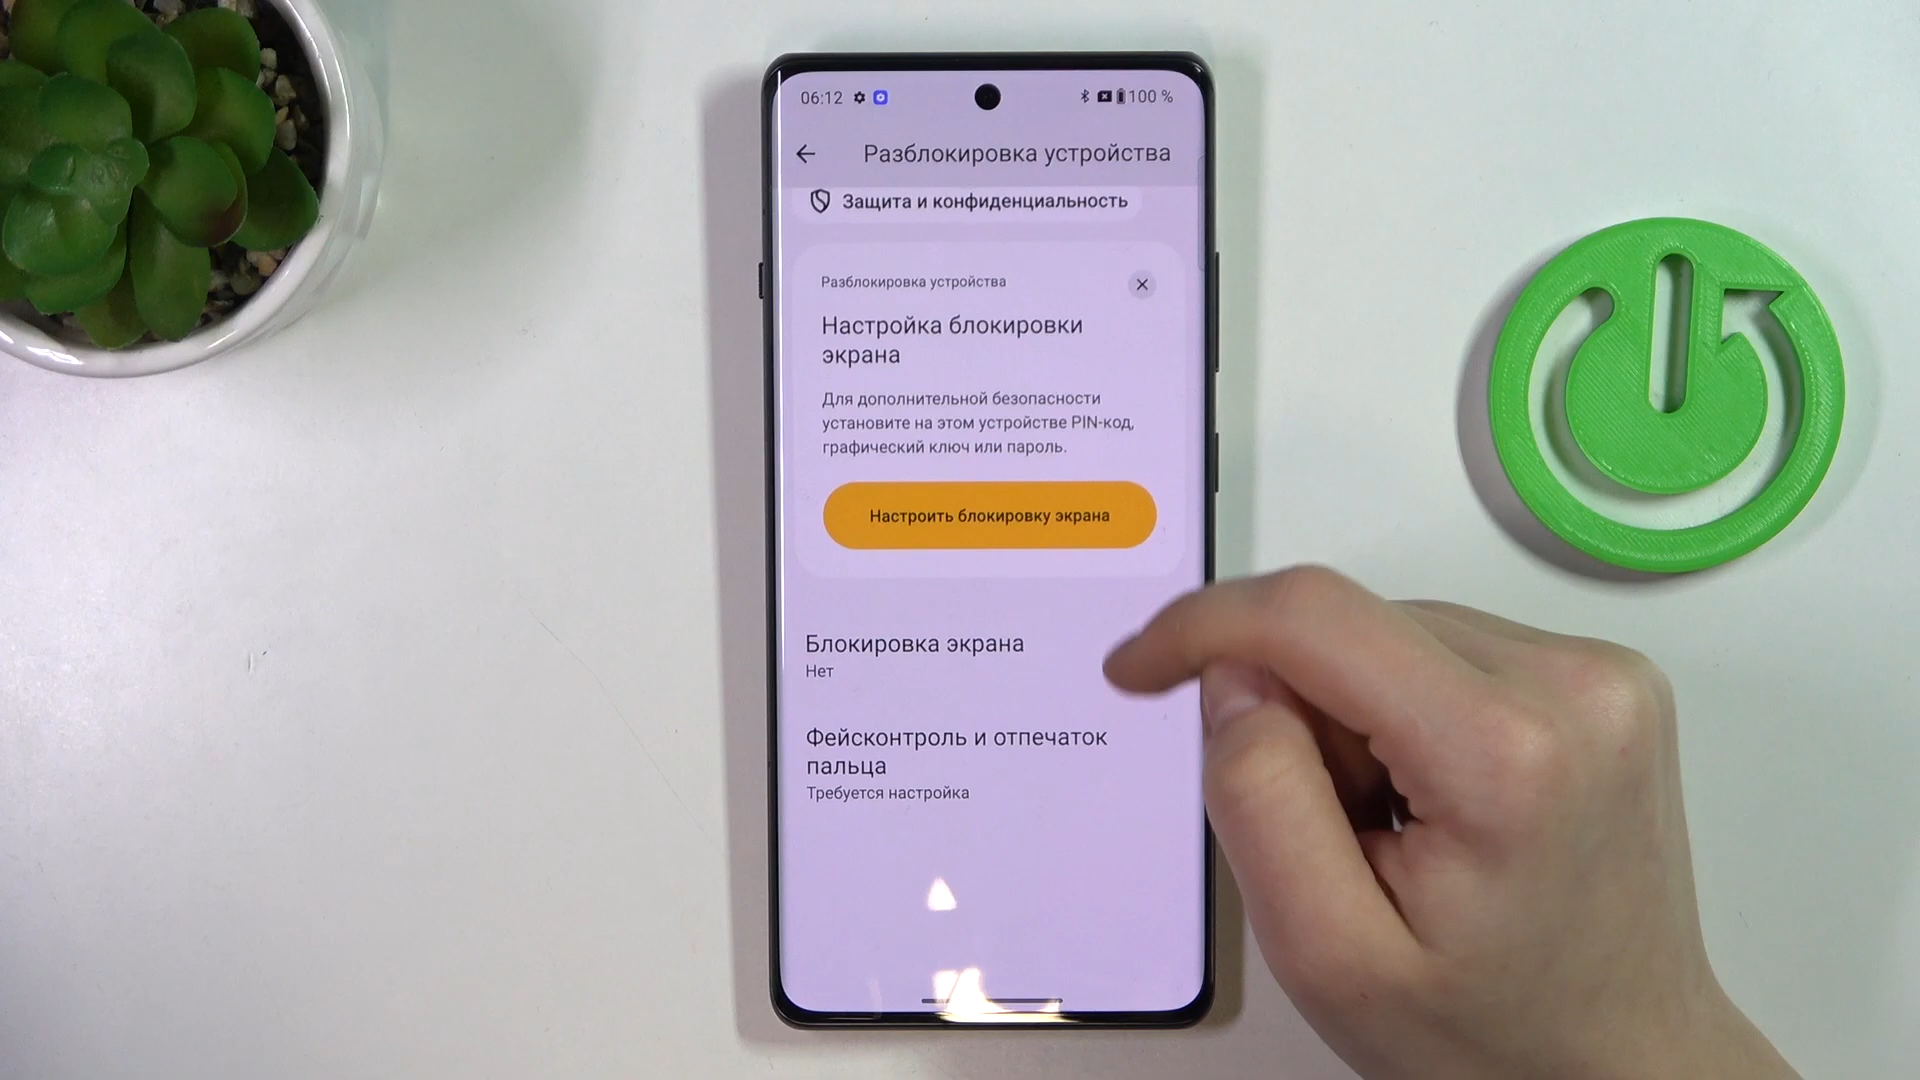 06:12
100 %
Разблокировка устройства
Защита и конфиденциальность
Разблокировка устройства
Настройка блокировки
экрана
Для дополнительной безопасности
установите на этом устройстве PIN-код,
графический ключ или пароль.
Настроить блокировку экрана
Блокировка экрана
Нет
Фейсконтроль и отпечаток
пальца
Требуется настройка